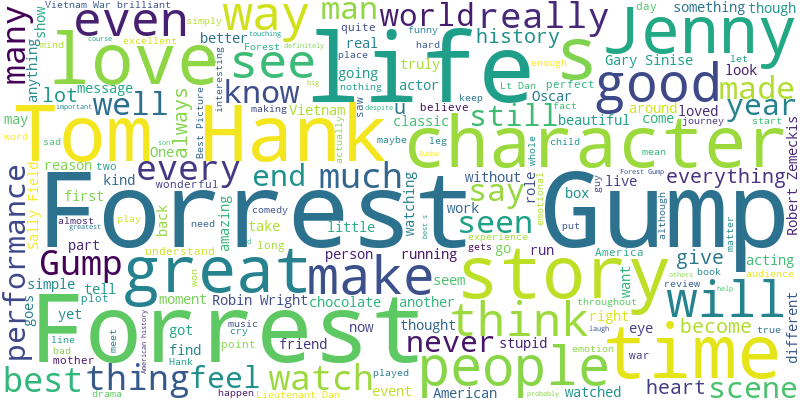 Vietnam War brilliant
many
show
even
touching
way
man
world
really
something
day
though
love
life
s
Jenny
simply
Forest
excellent
course
definitely
mind
anything
see
better
quite
real
place
going
nothing
funny
hard
actor
truly
history
perfect
Gary Sinise
let
look
lot
message
well
important
may
know
interesting
Best Picture
making
big
saw
Vietnam
u
believe
Oscar
keep
Lt Dan
despite
fact
enough
good
made
year
loved
journey
start
Tom Hank
always
One
still
classic
beautiful
around
come
word
sad
son
actually
maybe
leg
whole
child
mean
character
Sally Field
reason
two
every
end
much
watching
without
say
seen
role
emotional
Bubba
box
guy
live
Forrest Gump
everything
Robert Zemeckis
kind
wonderful
first
almost
greatest
play
back
need
comedy
amazing
take
little
work
best s
put
although
matter
performance
part
understand
long
person
running
seem
experience
gets
go
run
America
want
give
acting
audience
book
others
Gump
great
make
story
will
simple
tell
moment
won
Robin Wright
chocolate
another
right
throughout
review
help
become
different
goes
yet
plot
Forrest
line
bad
mother
meet
American history
got
find
Hank
music
cry
point
friend
now
thought
think
never
stupid
laugh
emotion
war
eye
time
true
best
thing
feel
watch
event
played
people
American
watched
probably
heart
scene
drama
happen
Lieutenant Dan